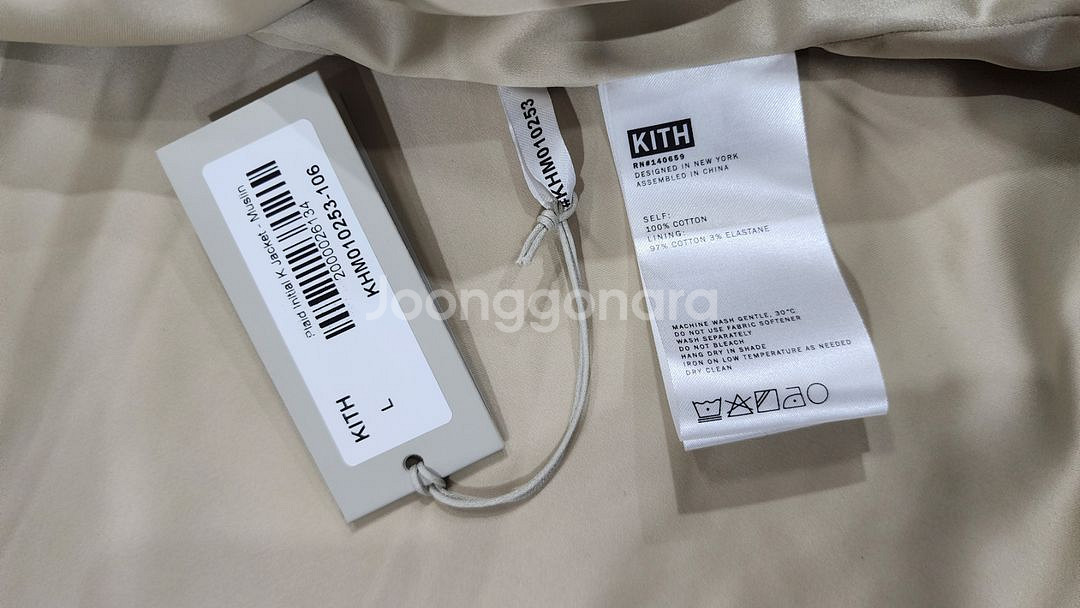 Plaid Initial K Jacket - Muslin
200026134
KHM010253-106
KITH
L
#KHM010253
KITH
RN#140659
DESIGNED IN NEW YORK
ASSEMBLED IN CHINA
SELF:
100% COTTON
LINING:
97% COTTON 3% ELASTANE
MACHINE WASH GENTLE, 30°C
DO NOT USE FABRIC SOFTENER
WASH SEPARATELY
DO NOT BLEACH
HANG DRY IN SHADE
IRON ON LOW TEMPERATURE AS NEEDED
DRY CLEAN
Joonggonara